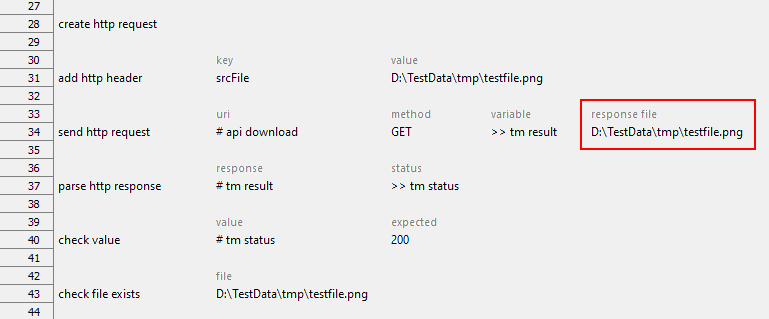 27
28 create http request
29
30 key value
31 add http header srcFile D:\TestData\tmp\testfile.png
32
33 uri method variable response file
34 send http request # api download GET >> tm result D:\TestData\tmp\testfile.png
35
36 response status
37 parse http response # tm result >> tm status
38
39 value expected
40 check value # tm status 200
41
42 file
43 check file exists D:\TestData\tmp\testfile.png
44